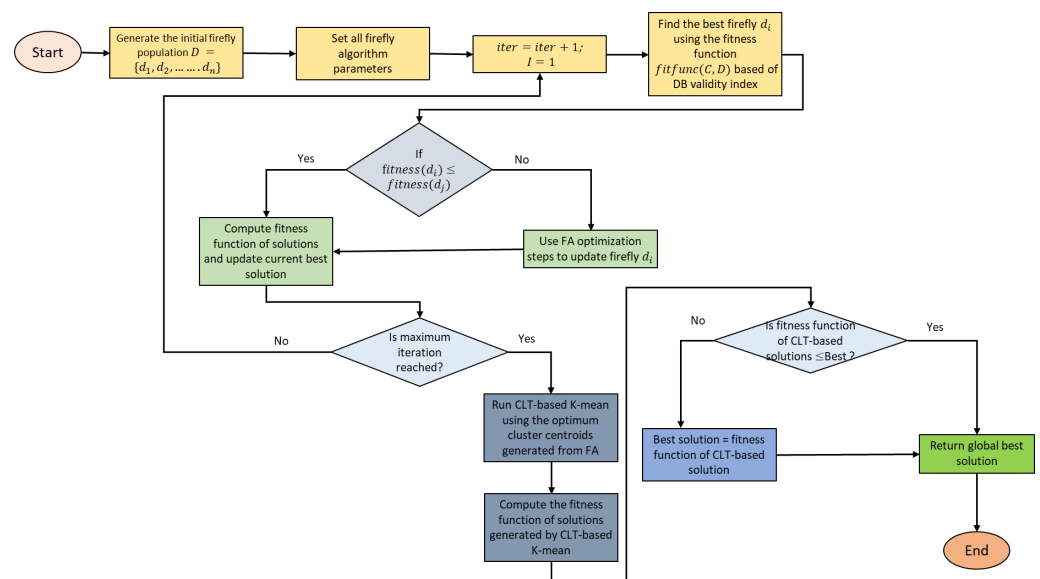 Start
Generate the initial firefly
population D =
{d₁, d₂, … … . dₙ}
Set all firefly
algorithm
parameters
iter = iter + 1;
I = 1
Find the best firefly dᵢ
using the fitness
function
fitfunc(C, D) based of
DB validity index
If
fitness(dᵢ) ≤
fitness(dⱼ)
Yes
No
Compute fitness
function of solutions
and update current best
solution
Use FA optimization
steps to update firefly dᵢ
Is maximum
iteration
reached?
No
Yes
Run CLT-based K-mean
using the optimum
cluster centroids
generated from FA
Compute the fitness
function of solutions
generated by CLT-based
K-mean
Is fitness function
of CLT-based
solutions ≤Best ?
No
Yes
Best solution = fitness
function of CLT-based
solution
Return global best
solution
End